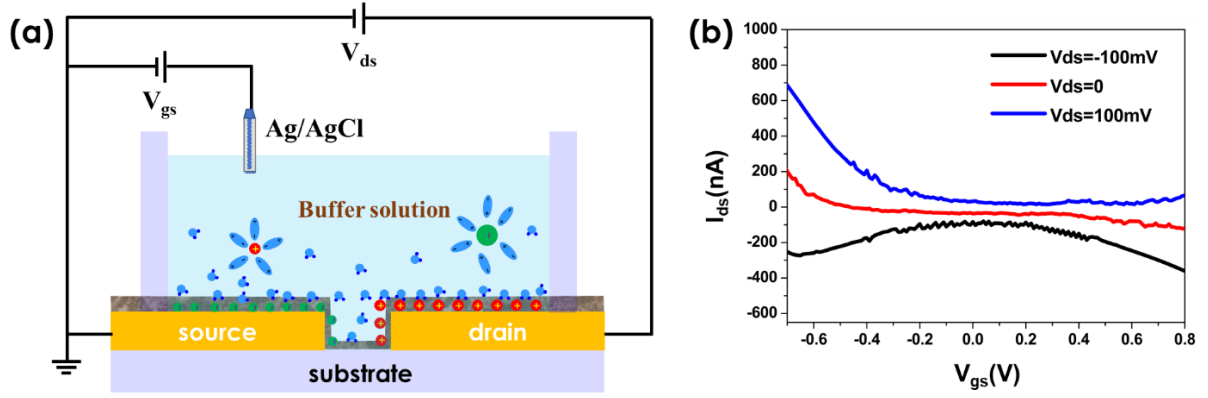 (a)
V_ds
V_gs
Ag/AgCl
Buffer solution
source
drain
substrate
(b)
I_ds(nA)
1000
800
600
400
200
0
-200
-400
-600
Vds=-100mV
Vds=0
Vds=100mV
-0.6 -0.4 -0.2 0.0 0.2 0.4 0.6 0.8
V_gs(V)